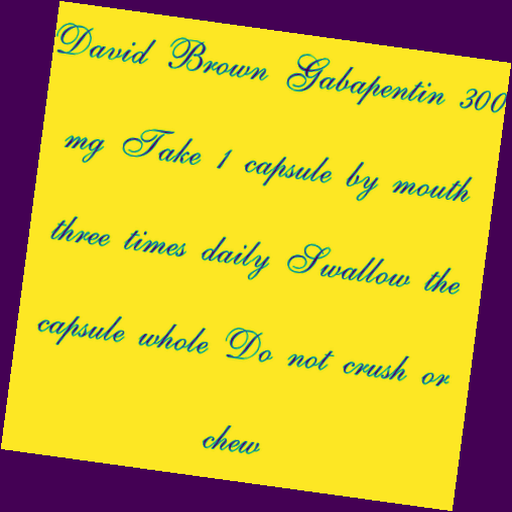 David Brown Gabapentin 300
mg Take 1 capsule by mouth
three times daily Swallow the
capsule whole Do not crush or
chew